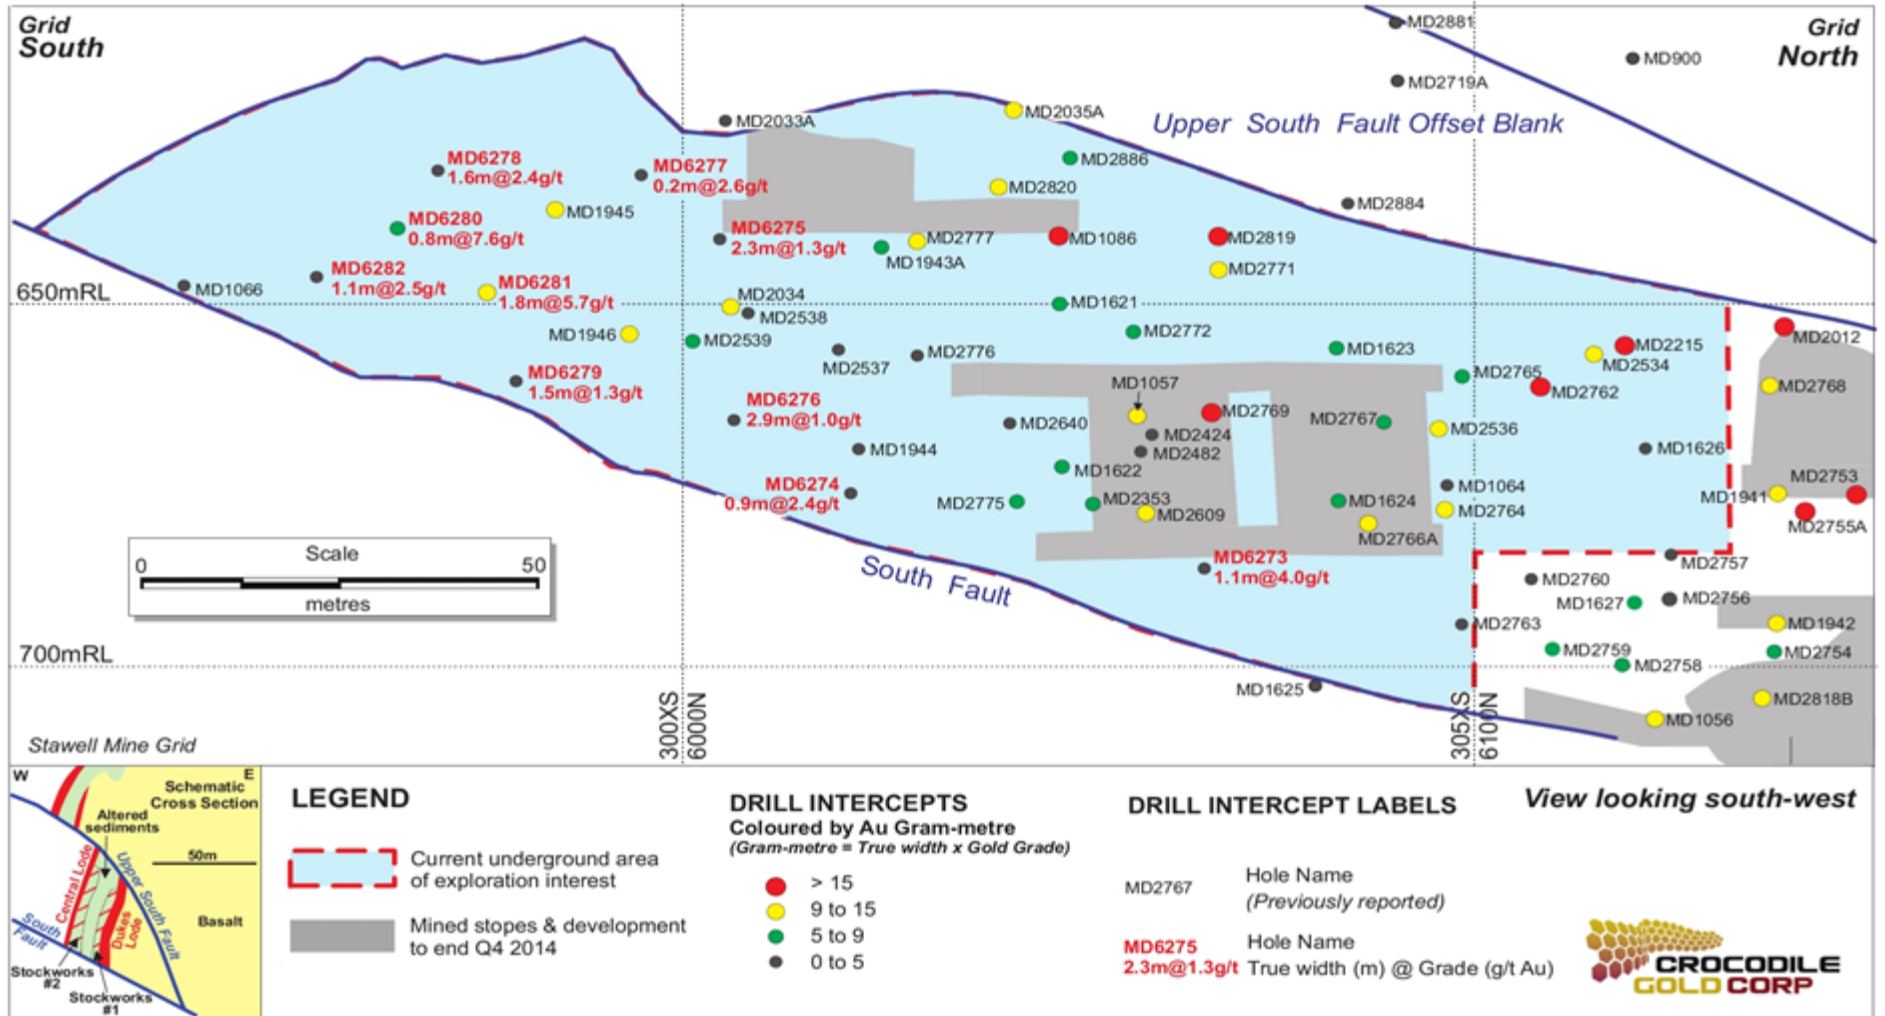 Grid
South
Grid
North
MD2881
MD900
MD2719A
Upper South Fault Offset Blank
MD2033A
MD2035A
MD2886
MD2820
MD2884
MD6278
1.6m@2.4g/t
MD6277
0.2m@2.6g/t
MD1945
MD6280
0.8m@7.6g/t
MD6275
2.3m@1.3g/t
MD2777
MD1943A
MD1086
MD2819
MD2771
MD6282
1.1m@2.5g/t
MD6281
1.8m@5.7g/t
MD1066
650mRL
MD2034
MD2538
MD1621
MD1946
MD2539
MD2772
MD2537
MD2776
MD1623
MD2765
MD2215
MD2534
MD2762
MD2012
MD2768
MD6279
1.5m@1.3g/t
MD6276
2.9m@1.0g/t
MD1057
MD2769
MD2424
MD2482
MD2767
MD2536
MD2640
MD1944
MD1626
MD6274
0.9m@2.4g/t
MD1622
MD2775
MD2353
MD2609
MD1624
MD2766A
MD1064
MD2764
MD2753
MD1941
MD2755A
Scale
0
50
metres
South Fault
MD6273
1.1m@4.0g/t
MD2757
MD2760
MD1627
MD2756
MD2763
MD1942
MD2759
MD2758
MD2754
700mRL
MD1625
MD2818B
MD1056
300XS
6000N
305XS
6100N
Stawell Mine Grid
W
E
Schematic
Cross Section
Altered
sediments
50m
Central Lode
Upper South Fault
Basalt
Dukes
Lode
South
Fault
Stockworks
#2
Stockworks
#1
LEGEND
Current underground area
of exploration interest
Mined stopes & development
to end Q4 2014
DRILL INTERCEPTS
Coloured by Au Gram-metre
(Gram-metre = True width x Gold Grade)
> 15
9 to 15
5 to 9
0 to 5
DRILL INTERCEPT LABELS
MD2767
Hole Name
(Previously reported)
MD6275
2.3m@1.3g/t
Hole Name
True width (m) @ Grade (g/t Au)
View looking south-west
CROCODILE
GOLD CORP